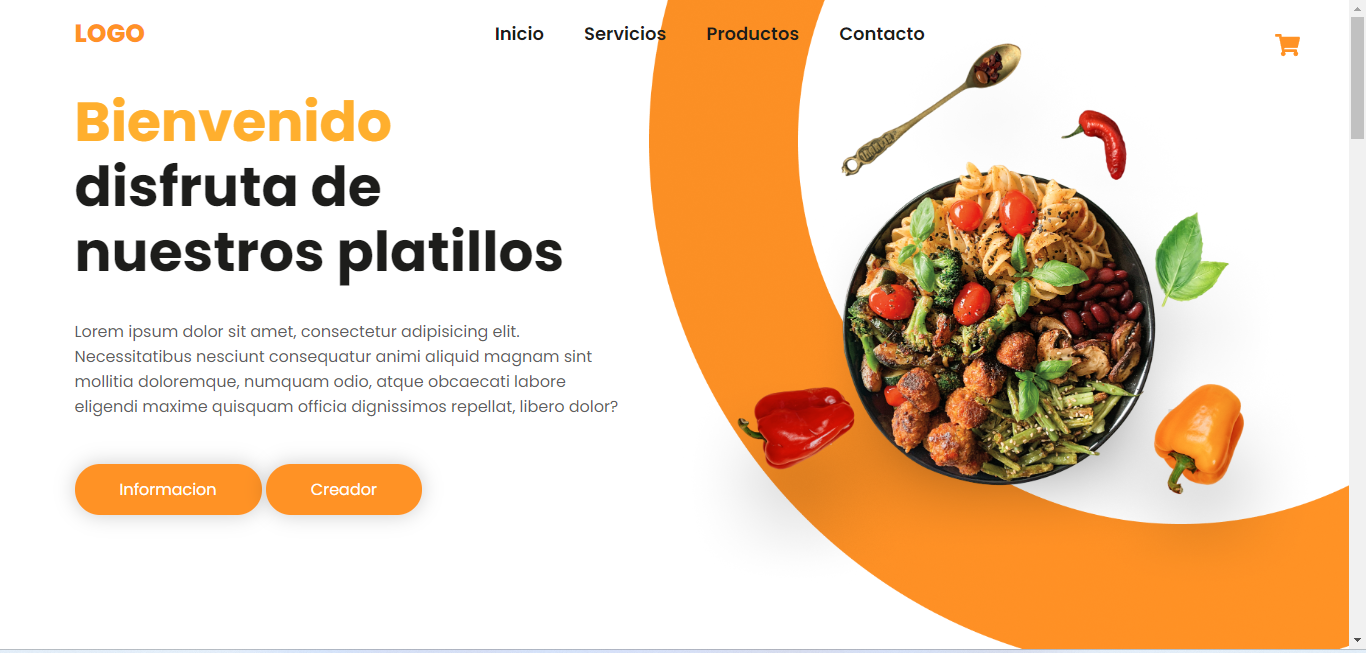 LOGO
Inicio Servicios Productos Contacto
Bienvenido
disfruta de
nuestros platillos
Lorem ipsum dolor sit amet, consectetur adipisicing elit.
Necessitatibus nesciunt consequatur animi aliquid magnam sint
mollitia doloremque, numquam odio, atque obcaecati labore
eligendi maxime quisquam officia dignissimos repellat, libero dolor?
Informacion Creador